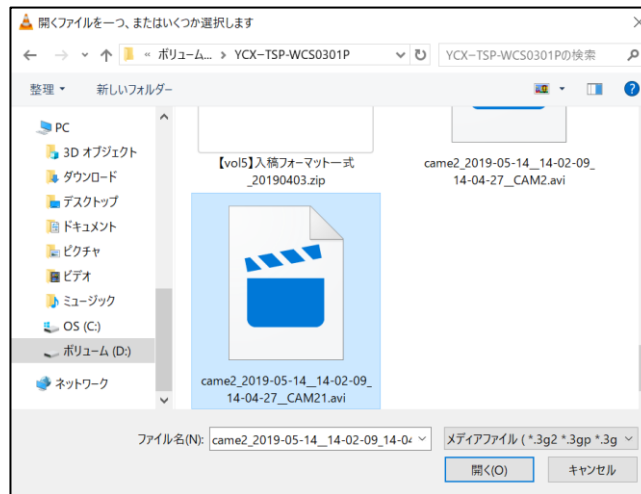 開くファイルを一つ、またはいくつか選択します
« ボリューム... › YCX-TSP-WCS0301P
YCX-TSP-WCS0301Pの検索
整理
新しいフォルダー
PC
3D オブジェクト
ダウンロード
デスクトップ
ドキュメント
ピクチャ
ビデオ
ミュージック
OS (C:)
ボリューム (D:)
ネットワーク
【vol5】入稿フォーマット一式
_20190403.zip
came2_2019-05-14__14-02-09_
14-04-27__CAM2.avi
came2_2019-05-14__14-02-09_
14-04-27__CAM21.avi
ファイル名(N):
came2_2019-05-14__14-02-09_14-04
メディアファイル ( *.3g2 *.3gp *.3g
開く(O)
キャンセル